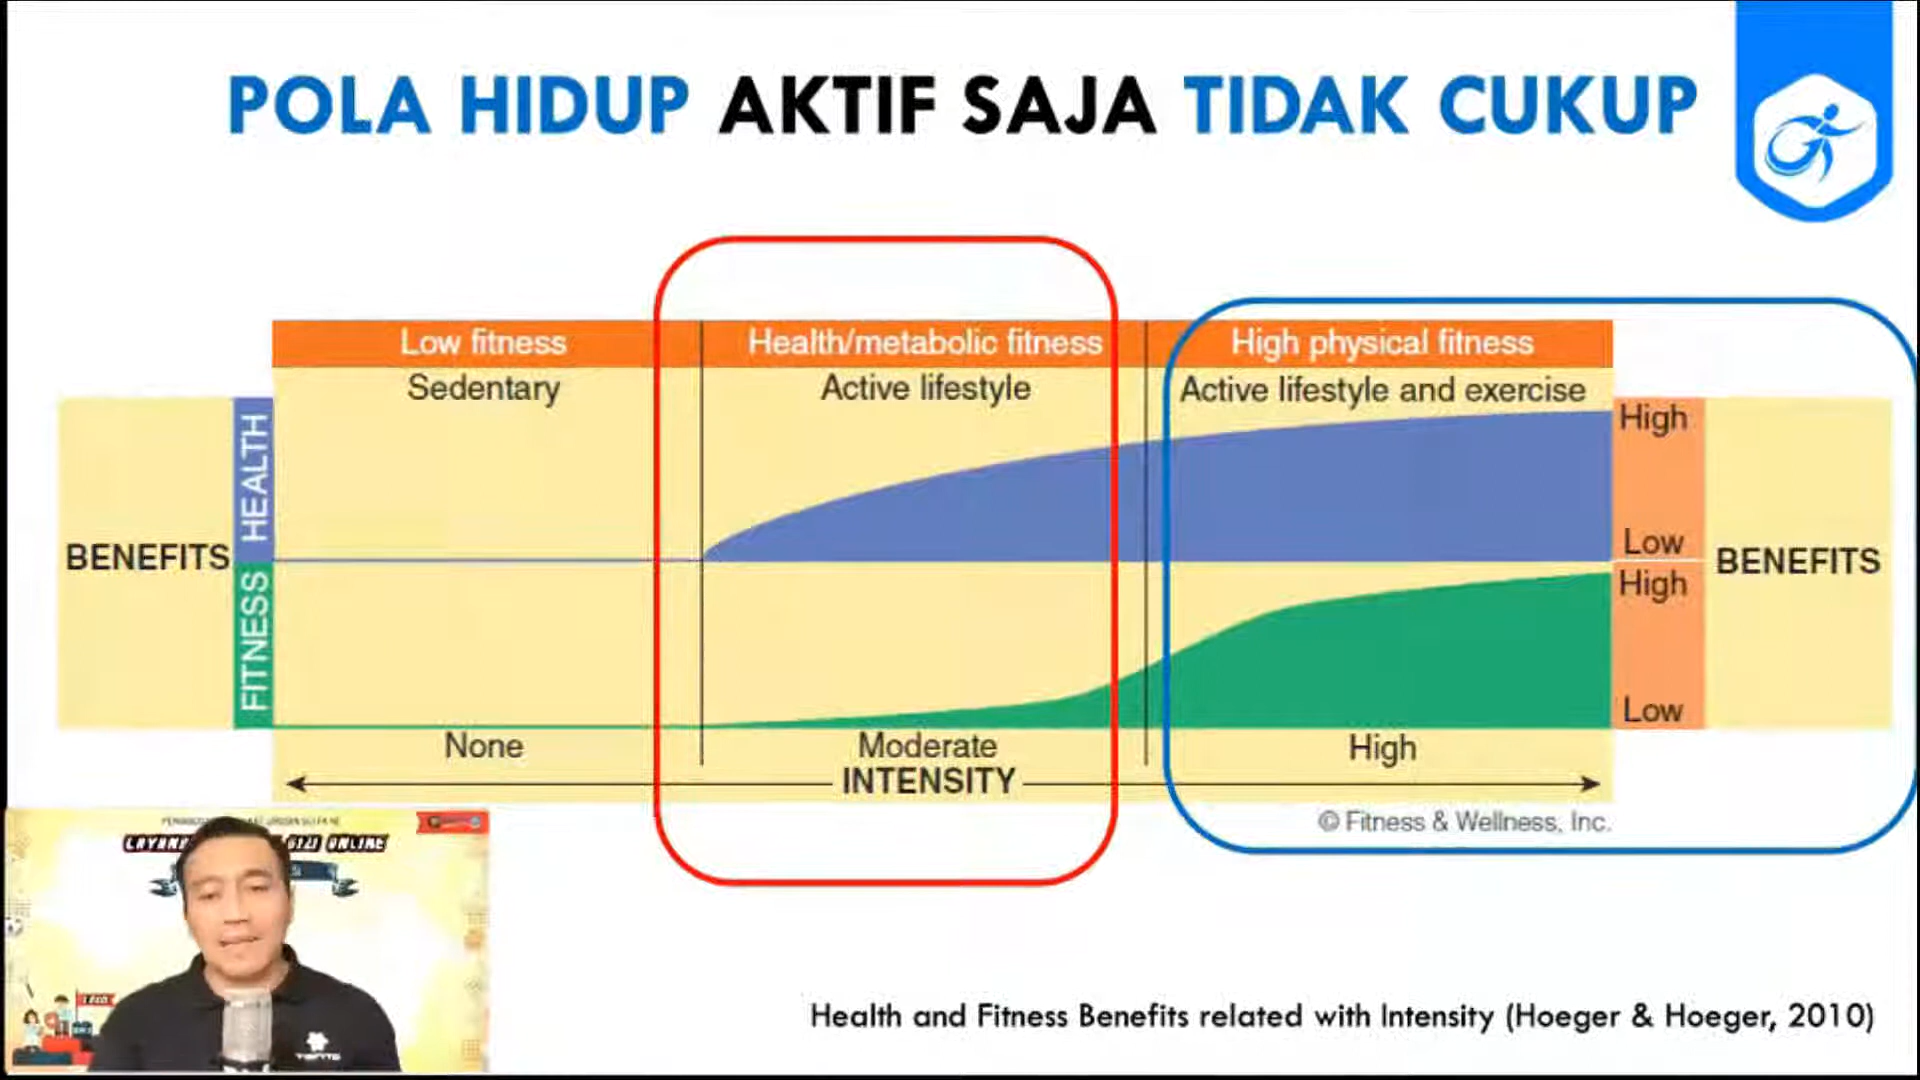 POLA HIDUP AKTIF SAJA TIDAK CUKUP
Low fitness
Health/metabolic fitness
High physical fitness
Sedentary
Active lifestyle
Active lifestyle and exercise
BENEFITS
HEALTH
FITNESS
High
Low
High
Low
BENEFITS
None
Moderate
High
INTENSITY
© Fitness & Wellness, Inc.
GIZI ONLINE
Health and Fitness Benefits related with Intensity (Hoeger & Hoeger, 2010)